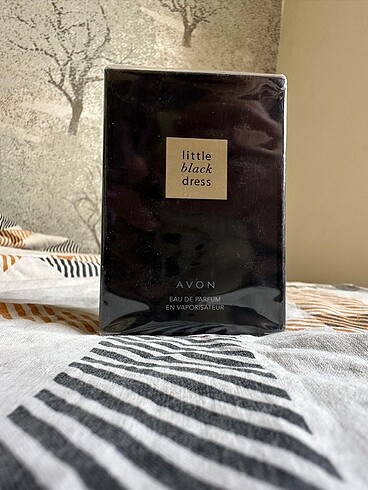 little
black
dress
AVON
EAU DE PARFUM
EN VAPORISATEUR